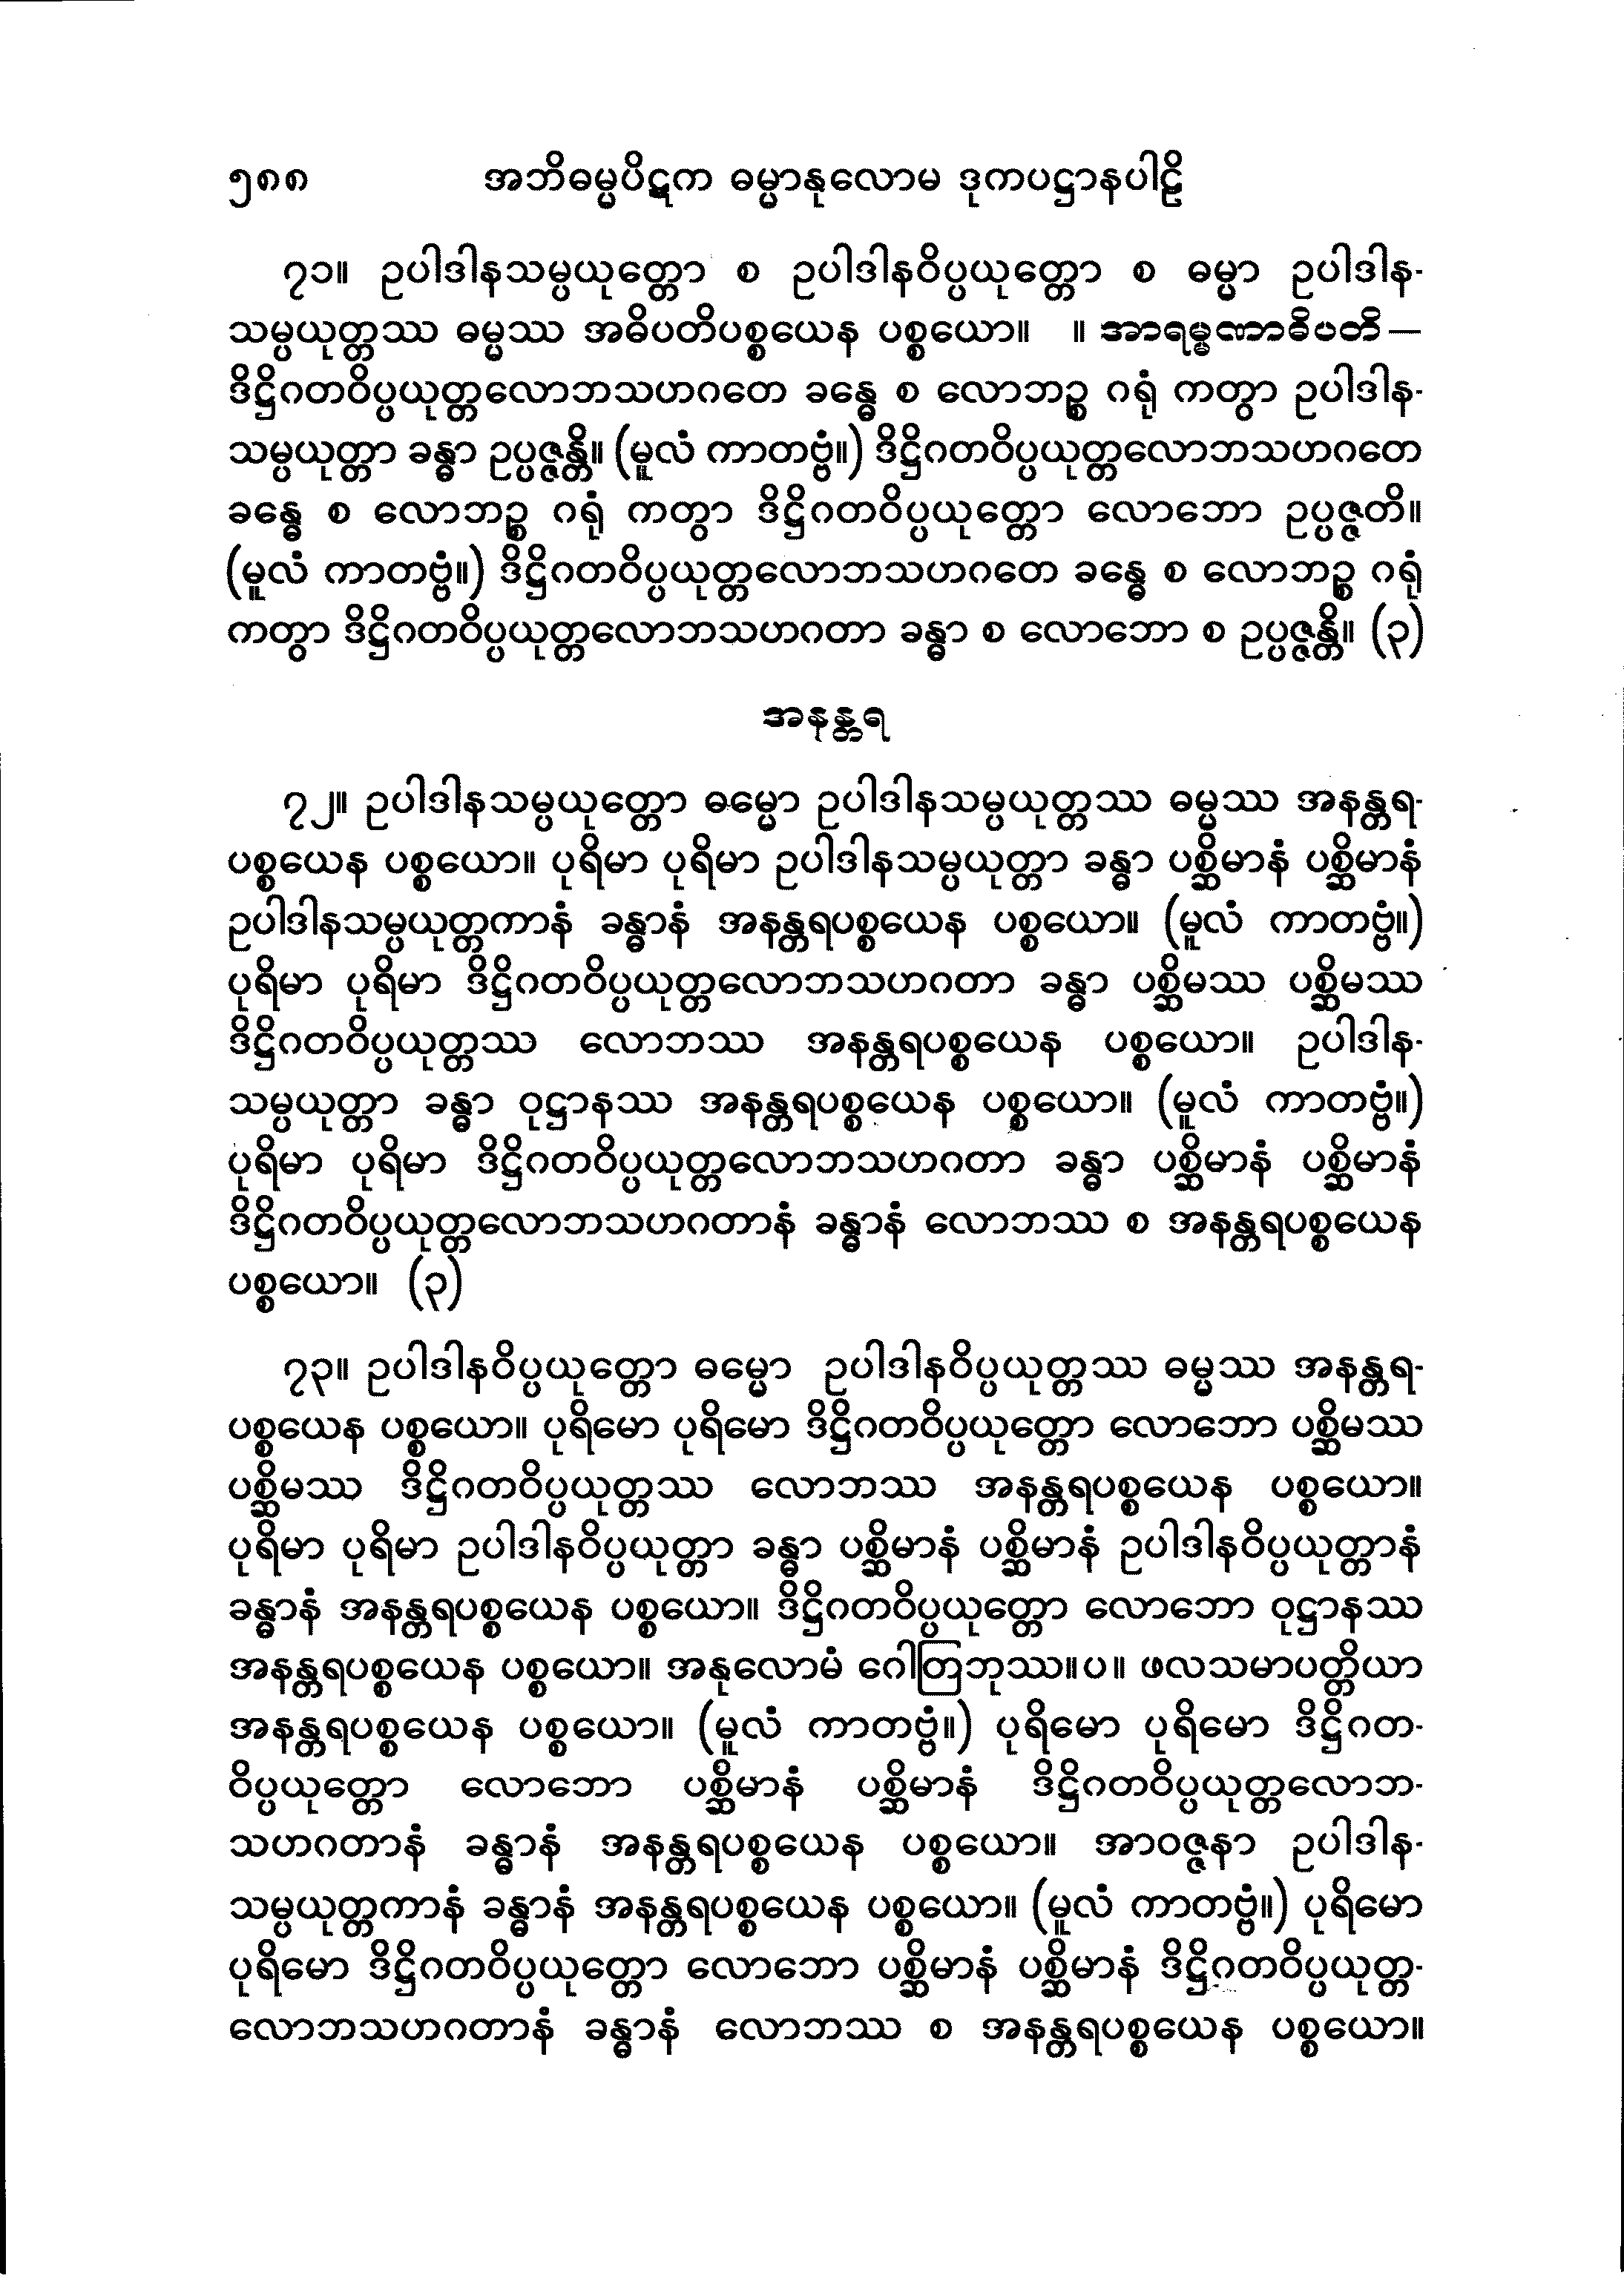 ၅၈၈ အဘိဓမ္မပိဋက ဓမ္မာနုလောမ ဒုကပဋ္ဌာနပါဠိ
၇၁။ ဥပါဒါနသမ္ပယုတ္တော စ ဥပါဒါနဝိပ္ပယုတ္တော စ ဓမ္မာ ဥပါဒါန-
သမ္ပယုတ္တဿ ဓမ္မဿ အဓိပတိပစ္စယေန ပစ္စယော။ ။ အာရမ္မဏာဓိပတိ —
ဒိဋ္ဌိဂတဝိပ္ပယုတ္တလောဘသဟဂတေ ခန္ဓေ စ လောဘဉ္စ ဂရုံ ကတွာ ဥပါဒါန-
သမ္ပယုတ္တာ ခန္ဓာ ဥပ္ပဇ္ဇန္တိ။ (မူလံ ကာတဗ္ဗံ။) ဒိဋ္ဌိဂတဝိပ္ပယုတ္တလောဘသဟဂတေ
ခန္ဓေ စ လောဘဉ္စ ဂရုံ ကတွာ ဒိဋ္ဌိဂတဝိပ္ပယုတ္တော လောဘော ဥပ္ပဇ္ဇတိ။
(မူလံ ကာတဗ္ဗံ။) ဒိဋ္ဌိဂတဝိပ္ပယုတ္တလောဘသဟဂတေ ခန္ဓေ စ လောဘဉ္စ ဂရုံ
ကတွာ ဒိဋ္ဌိဂတဝိပ္ပယုတ္တလောဘသဟဂတာ ခန္ဓာ စ လောဘော စ ဥပ္ပဇ္ဇန္တိ။ (၃)
အနန္တရ
၇၂။ ဥပါဒါနသမ္ပယုတ္တော ဓမ္မော ဥပါဒါနသမ္ပယုတ္တဿ ဓမ္မဿ အနန္တရ-
ပစ္စယေန ပစ္စယော။ ပုရိမာ ပုရိမာ ဥပါဒါနသမ္ပယုတ္တာ ခန္ဓာ ပစ္ဆိမာနံ ပစ္ဆိမာနံ
ဥပါဒါနသမ္ပယုတ္တကာနံ ခန္ဓာနံ အနန္တရပစ္စယေန ပစ္စယော။ (မူလံ ကာတဗ္ဗံ။)
ပုရိမာ ပုရိမာ ဒိဋ္ဌိဂတဝိပ္ပယုတ္တလောဘသဟဂတာ ခန္ဓာ ပစ္ဆိမဿ ပစ္ဆိမဿ
ဒိဋ္ဌိဂတဝိပ္ပယုတ္တဿ လောဘဿ အနန္တရပစ္စယေန ပစ္စယော။ ဥပါဒါန-
သမ္ပယုတ္တာ ခန္ဓာ ဝုဋ္ဌာနဿ အနန္တရပစ္စယေန ပစ္စယော။ (မူလံ ကာတဗ္ဗံ။)
ပုရိမာ ပုရိမာ ဒိဋ္ဌိဂတဝိပ္ပယုတ္တလောဘသဟဂတာ ခန္ဓာ ပစ္ဆိမာနံ ပစ္ဆိမာနံ
ဒိဋ္ဌိဂတဝိပ္ပယုတ္တလောဘသဟဂတာနံ ခန္ဓာနံ လောဘဿ စ အနန္တရပစ္စယေန
ပစ္စယော။ (၃)
၇၃။ ဥပါဒါနဝိပ္ပယုတ္တော ဓမ္မော ဥပါဒါနဝိပ္ပယုတ္တဿ ဓမ္မဿ အနန္တရ-
ပစ္စယေန ပစ္စယော။ ပုရိမော ပုရိမော ဒိဋ္ဌိဂတဝိပ္ပယုတ္တော လောဘော ပစ္ဆိမဿ
ပစ္ဆိမဿ ဒိဋ္ဌိဂတဝိပ္ပယုတ္တဿ လောဘဿ အနန္တရပစ္စယေန ပစ္စယော။
ပုရိမာ ပုရိမာ ဥပါဒါနဝိပ္ပယုတ္တာ ခန္ဓာ ပစ္ဆိမာနံ ပစ္ဆိမာနံ ဥပါဒါနဝိပ္ပယုတ္တာနံ
ခန္ဓာနံ အနန္တရပစ္စယေန ပစ္စယော။ ဒိဋ္ဌိဂတဝိပ္ပယုတ္တော လောဘော ဝုဋ္ဌာနဿ
အနန္တရပစ္စယေန ပစ္စယော။ အနုလောမံ ဂေါတြဘုဿ။ပ။ ဖလသမာပတ္တိယာ
အနန္တရပစ္စယေန ပစ္စယော။ (မူလံ ကာတဗ္ဗံ။) ပုရိမော ပုရိမော ဒိဋ္ဌိဂတ-
ဝိပ္ပယုတ္တော လောဘော ပစ္ဆိမာနံ ပစ္ဆိမာနံ ဒိဋ္ဌိဂတဝိပ္ပယုတ္တလောဘ-
သဟဂတာနံ ခန္ဓာနံ အနန္တရပစ္စယေန ပစ္စယော။ အာဝဇ္ဇနာ ဥပါဒါန-
သမ္ပယုတ္တကာနံ ခန္ဓာနံ အနန္တရပစ္စယေန ပစ္စယော။ (မူလံ ကာတဗ္ဗံ။) ပုရိမော
ပုရိမော ဒိဋ္ဌိဂတဝိပ္ပယုတ္တော လောဘော ပစ္ဆိမာနံ ပစ္ဆိမာနံ ဒိဋ္ဌိဂတဝိပ္ပယုတ္တ-
လောဘသဟဂတာနံ ခန္ဓာနံ လောဘဿ စ အနန္တရပစ္စယေန ပစ္စယော။